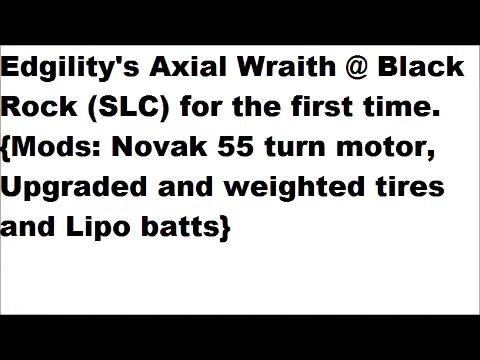 Edgility's Axial Wraith @ Black
Rock (SLC) for the first time.
{Mods: Novak 55 turn motor,
Upgraded and weighted tires
and Lipo batts}